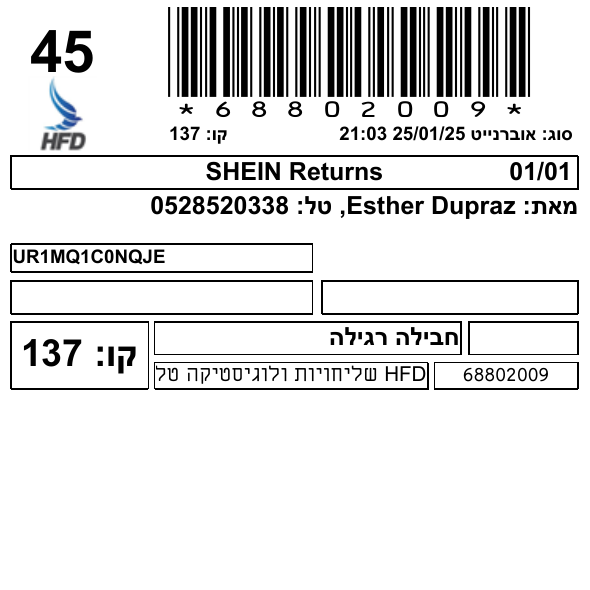 45
*68802009*
HFD
סוג: אוברנייט 25/01/25 21:03 קו: 137
SHEIN Returns 01/01
מאת: Esther Dupraz, טל: 0528520338
UR1MQ1C0NQJE
קו: 137
חבילה רגילה
HFD שליחויות ולוגיסטיקה טל
68802009